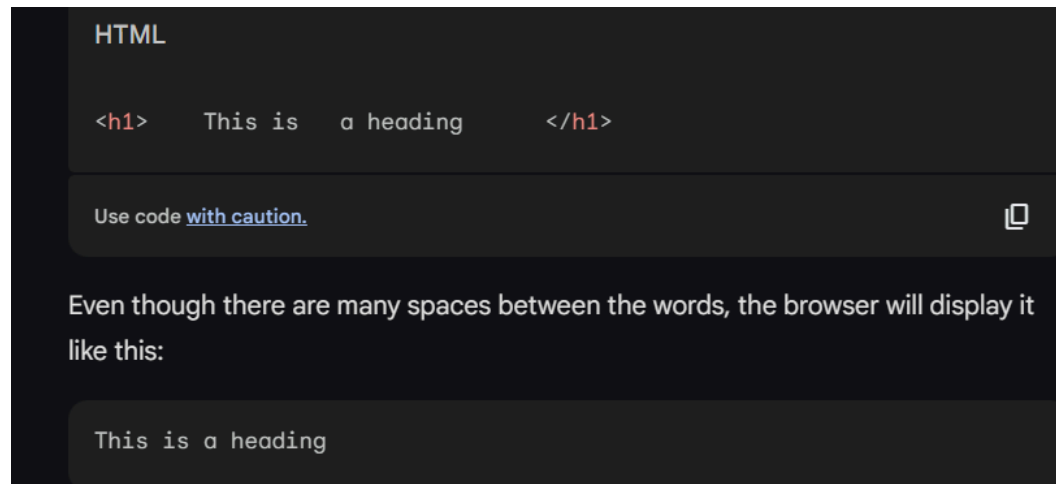 HTML
<h1>    This is   a heading      </h1>
Use code with caution.
Even though there are many spaces between the words, the browser will display it
like this:
This is a heading